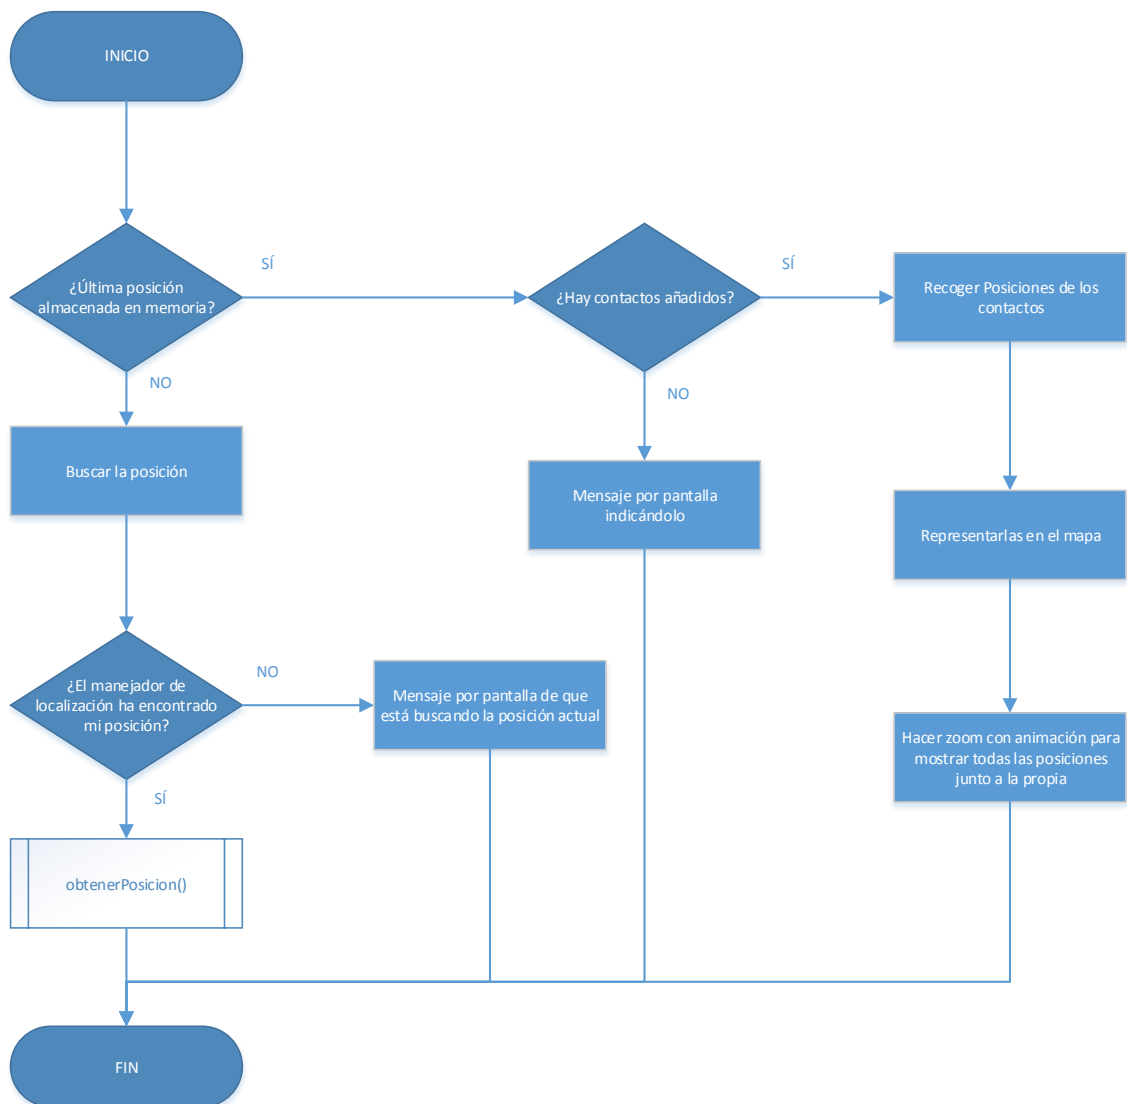 INICIO
¿Última posición
almacenada en memoria?
SÍ
¿Hay contactos añadidos?
SÍ
Recoger Posiciones de los
contactos
NO
NO
Buscar la posición
Mensaje por pantalla
indicándolo
Representarlas en el mapa
¿El manejador de
localización ha encontrado
mi posición?
NO
Mensaje por pantalla de que
está buscando la posición actual
Hacer zoom con animación para
mostrar todas las posiciones
junto a la propia
SÍ
obtenerPosicion()
FIN